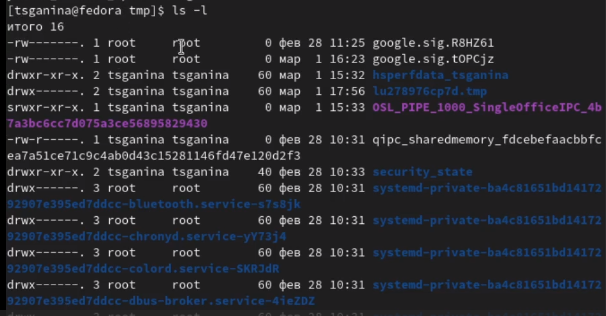 [tsganina@fedora tmp]$ ls -l
итого 16
-rw-------. 1 root     root      0 фев 28 11:25 google.sig.R8HZ61
-rw-------. 1 root     root      0 мар  1 16:23 google.sig.tOPCjz
drwxr-xr-x. 2 tsganina tsganina 60 мар  1 15:32 hsperfdata_tsganina
drwx------. 2 tsganina tsganina 60 мар  1 17:56 lu278976cp7d.tmp
srwxr-xr-x. 1 tsganina tsganina  0 мар  1 15:33 OSL_PIPE_1000_SingleOfficeIPC_4b
7a3bc6cc7d075a3ce56895829430
-rw-r-----. 1 tsganina tsganina  0 фев 28 10:31 qipc_sharedmemory_fdcebefaacbbfc
ea7a51ce71c9c4ab0d43c15281146fd47e120d2f3
drwxr-xr-x. 2 tsganina tsganina 40 фев 28 10:33 security_state
drwx------. 3 root     root     60 фев 28 10:31 systemd-private-ba4c81651bd14172
92907e395ed7ddcc-bluetooth.service-s7s8jk
drwx------. 3 root     root     60 фев 28 10:31 systemd-private-ba4c81651bd14172
92907e395ed7ddcc-chronyd.service-yY73j4
drwx------. 3 root     root     60 фев 28 10:31 systemd-private-ba4c81651bd14172
92907e395ed7ddcc-colord.service-SKRJdR
drwx------. 3 root     root     60 фев 28 10:31 systemd-private-ba4c81651bd14172
92907e395ed7ddcc-dbus-broker.service-4ieZDZ